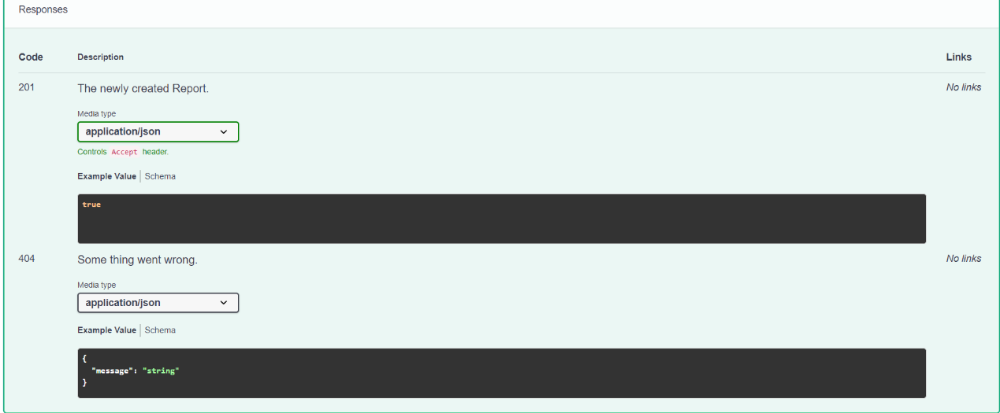 Responses
Code Description Links
201 The newly created Report. No links
Media type
application/json
Controls Accept header.
Example Value Schema
true
404 Some thing went wrong. No links
Media type
application/json
Example Value Schema
{
"message": "string"
}